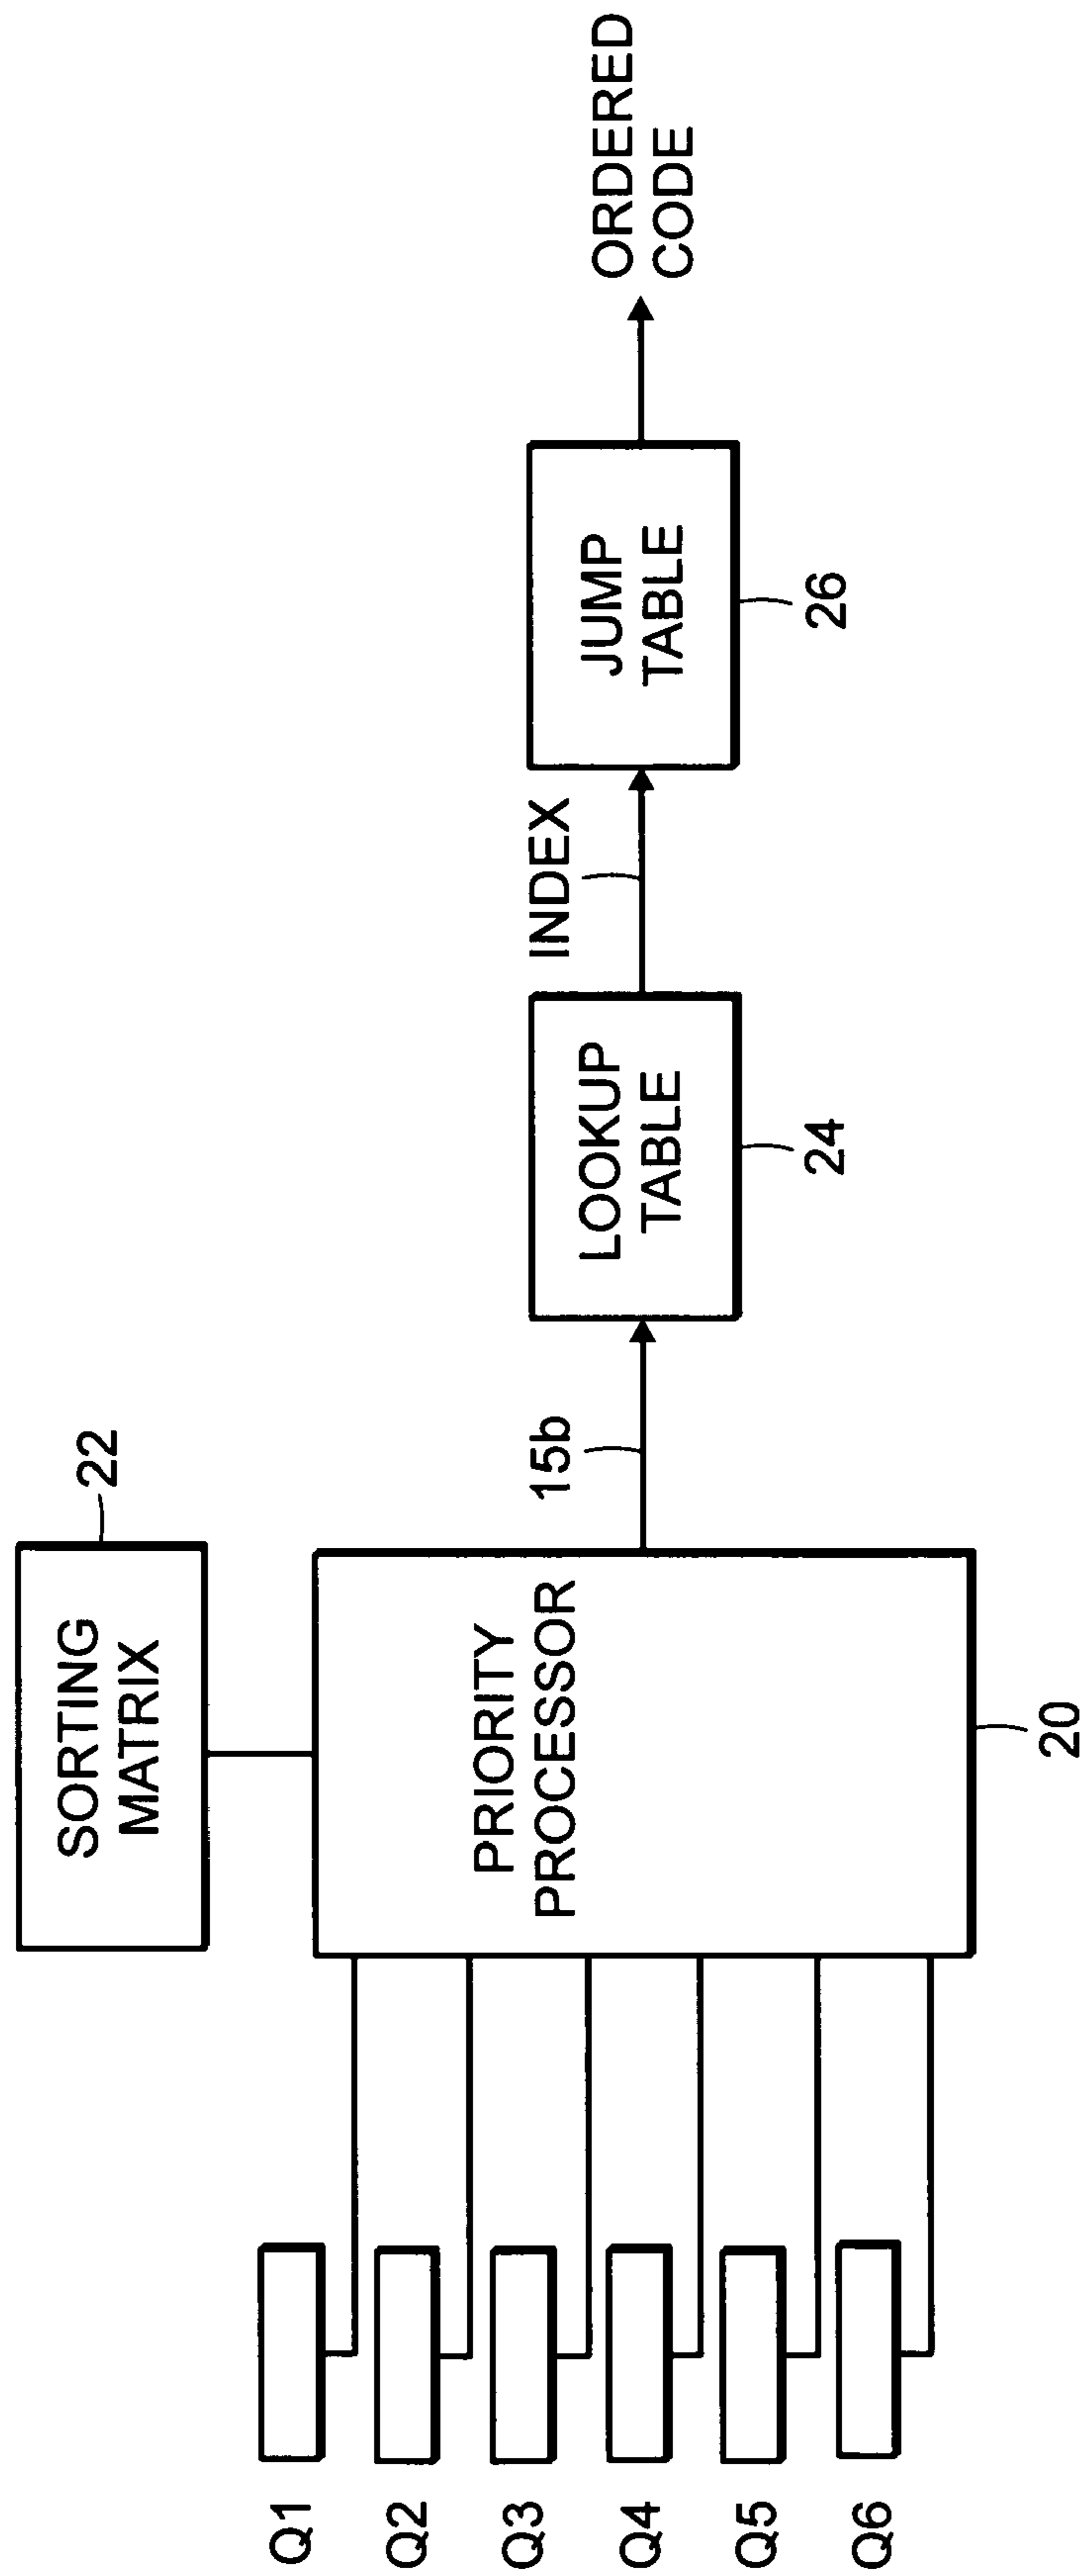 SORTING
MATRIX
22
Q1
Q2
Q3
Q4
Q5
Q6
PRIORITY
PROCESSOR
20
15b
LOOKUP
TABLE
24
INDEX
JUMP
TABLE
26
ORDERED
CODE